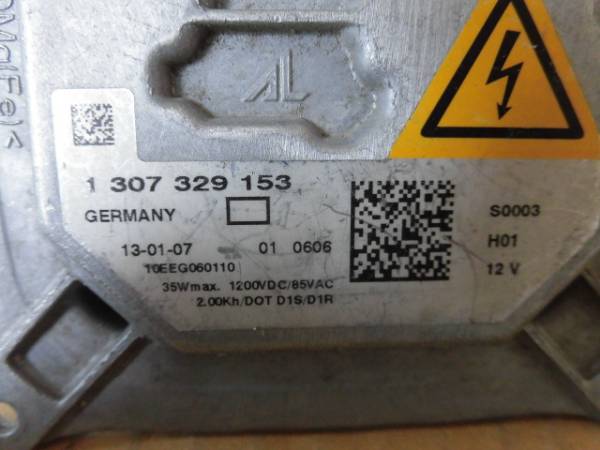 AL
1 307 329 153
GERMANY
S0003
13-01-07 01 0606
H01
10EEG060110
12 V
35Wmax. 1200VDC/85VAC
2.00Kh/DOT D1S/D1R